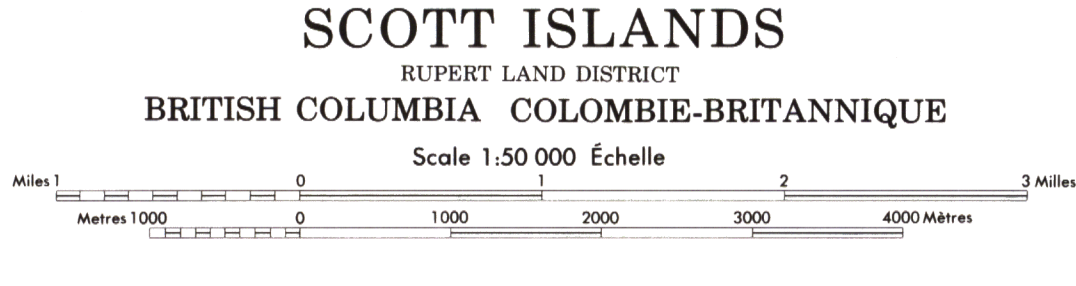 SCOTT ISLANDS
RUPERT LAND DISTRICT
BRITISH COLUMBIA COLOMBIE-BRITANNIQUE
Scale 1:50 000 Échelle
Miles 1 0 1 2 3 Milles
Metres 1000 0 1000 2000 3000 4000 Mètres